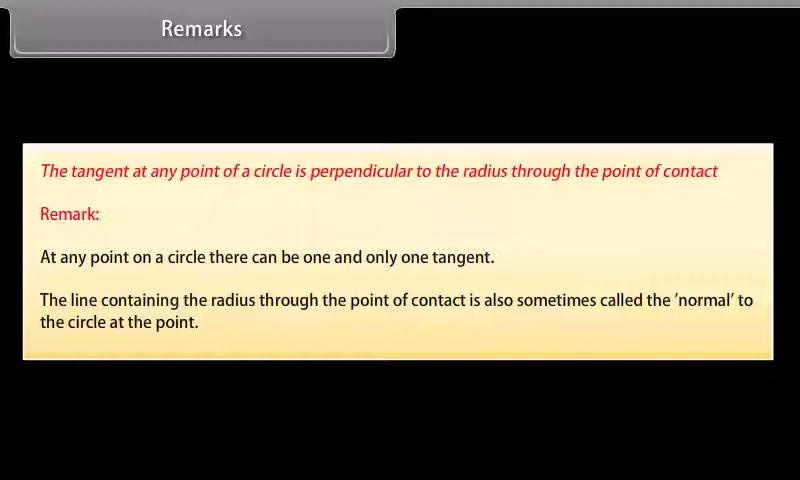 Remarks
The tangent at any point of a circle is perpendicular to the radius through the point of contact
Remark:
At any point on a circle there can be one and only one tangent.
The line containing the radius through the point of contact is also sometimes called the ‘normal’ to
the circle at the point.